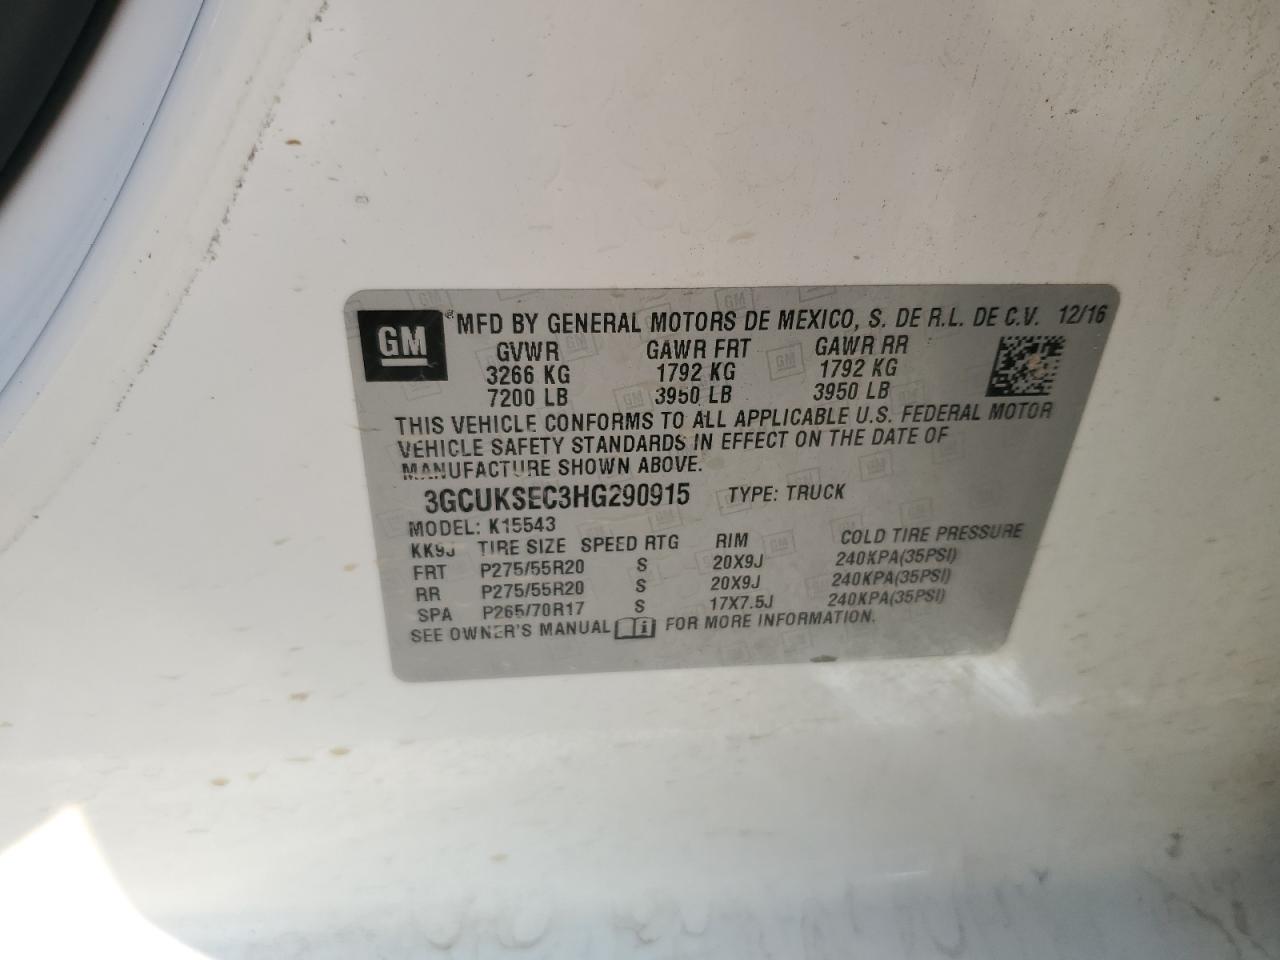 GM ® MFD BY GENERAL MOTORS DE MEXICO, S. DE R.L. DE C.V. 12/16
GVWR GAWR FRT GAWR RR
3266 KG 1792 KG 1792 KG
7200 LB 3950 LB 3950 LB
THIS VEHICLE CONFORMS TO ALL APPLICABLE U.S. FEDERAL MOTOR
VEHICLE SAFETY STANDARDS IN EFFECT ON THE DATE OF
MANUFACTURE SHOWN ABOVE.
3GCUKSEC3HG290915 TYPE: TRUCK
MODEL: K15543
KK9J TIRE SIZE SPEED RTG RIM COLD TIRE PRESSURE
FRT P275/55R20 S 20X9J 240KPA(35PSI)
RR P275/55R20 S 20X9J 240KPA(35PSI)
SPA P265/70R17 S 17X7.5J 240KPA(35PSI)
SEE OWNER'S MANUAL i FOR MORE INFORMATION.